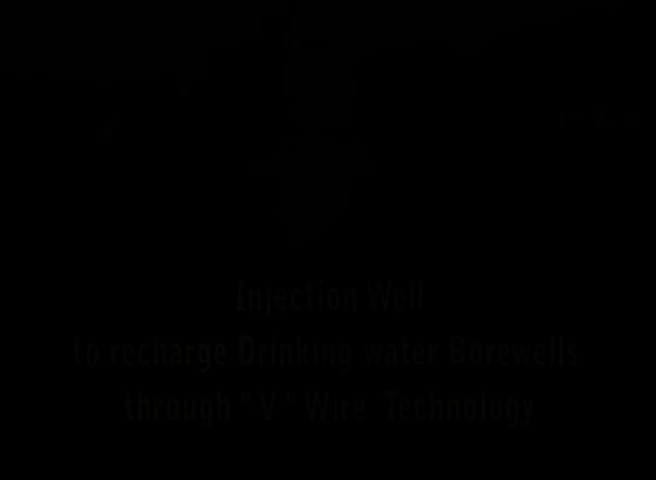 Injection Well
to recharge Drinking water Borewells
through " V " Wire Technology